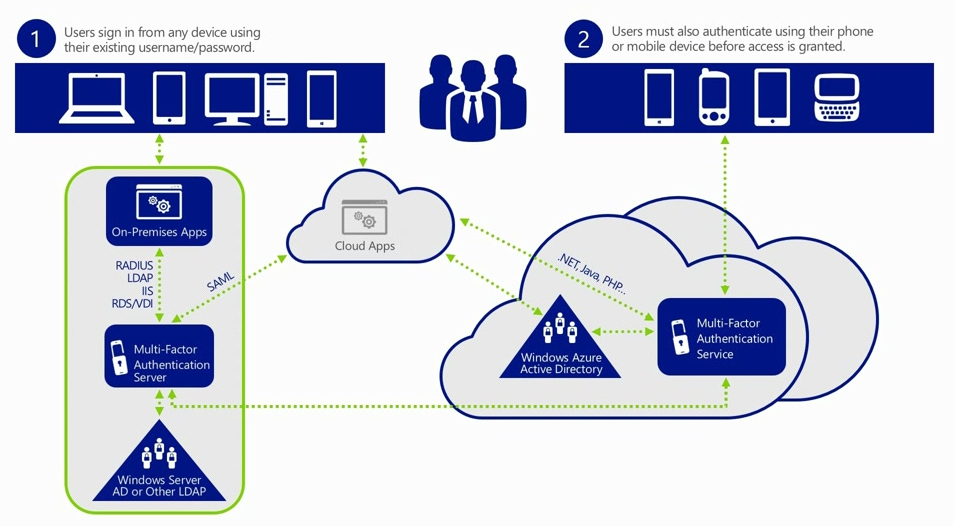 1
Users sign in from any device using
their existing username/password.
2
Users must also authenticate using their phone
or mobile device before access is granted.
On-Premises Apps
RADIUS
LDAP
IIS
RDS/VDI
SAML
Cloud Apps
.NET, Java, PHP...
Multi-Factor
Authentication
Server
Windows Azure
Active Directory
Multi-Factor
Authentication
Service
Windows Server
AD or Other LDAP